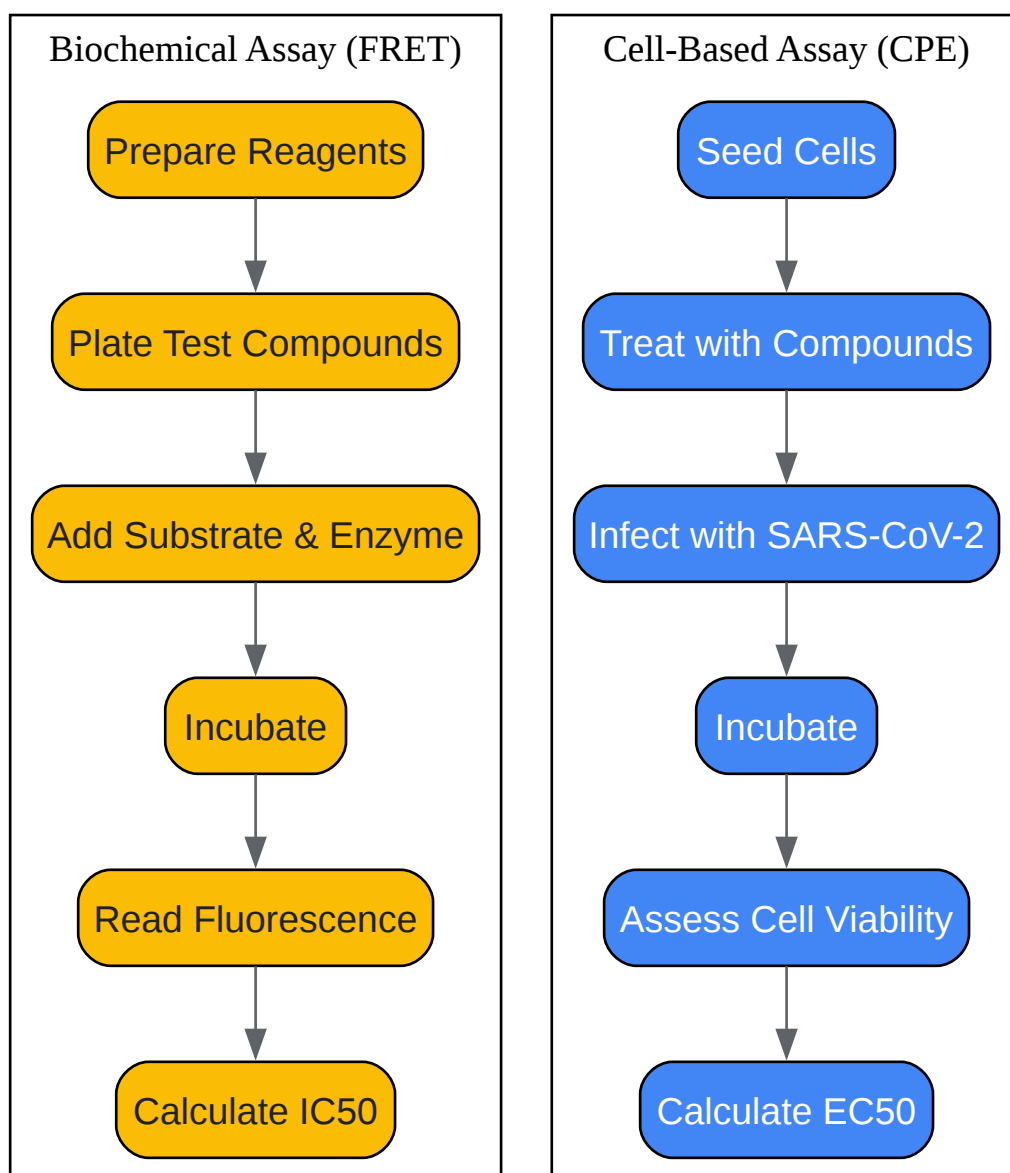 Biochemical Assay (FRET)
Prepare Reagents
Plate Test Compounds
Add Substrate & Enzyme
Incubate
Read Fluorescence
Calculate IC50
Cell-Based Assay (CPE)
Seed Cells
Treat with Compounds
Infect with SARS-CoV-2
Incubate
Assess Cell Viability
Calculate EC50